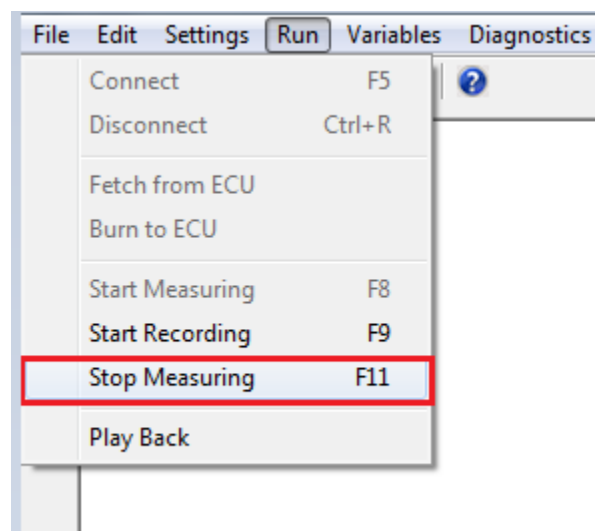 File Edit Settings Run Variables Diagnostics
Connect F5
Disconnect Ctrl+R
Fetch from ECU
Burn to ECU
Start Measuring F8
Start Recording F9
Stop Measuring F11
Play Back